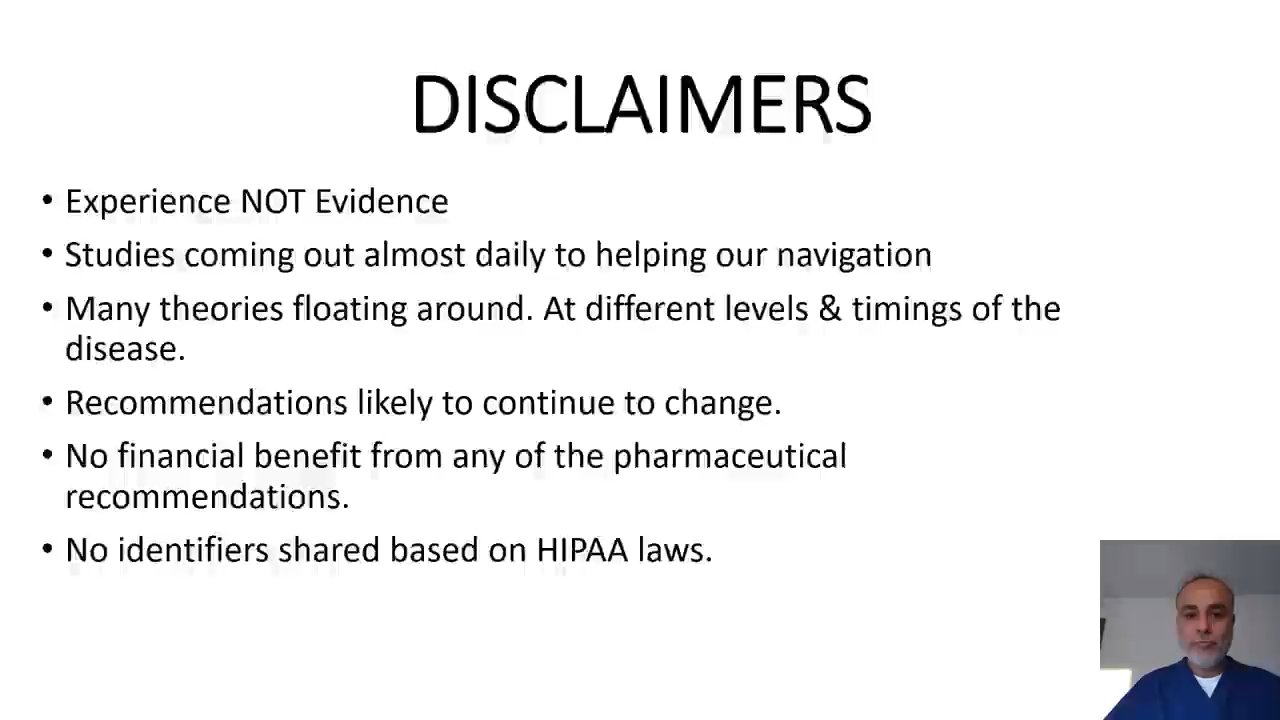 DISCLAIMERS
• Experience NOT Evidence
• Studies coming out almost daily to helping our navigation
• Many theories floating around. At different levels & timings of the
disease.
• Recommendations likely to continue to change.
• No financial benefit from any of the pharmaceutical
recommendations.
• No identifiers shared based on HIPAA laws.